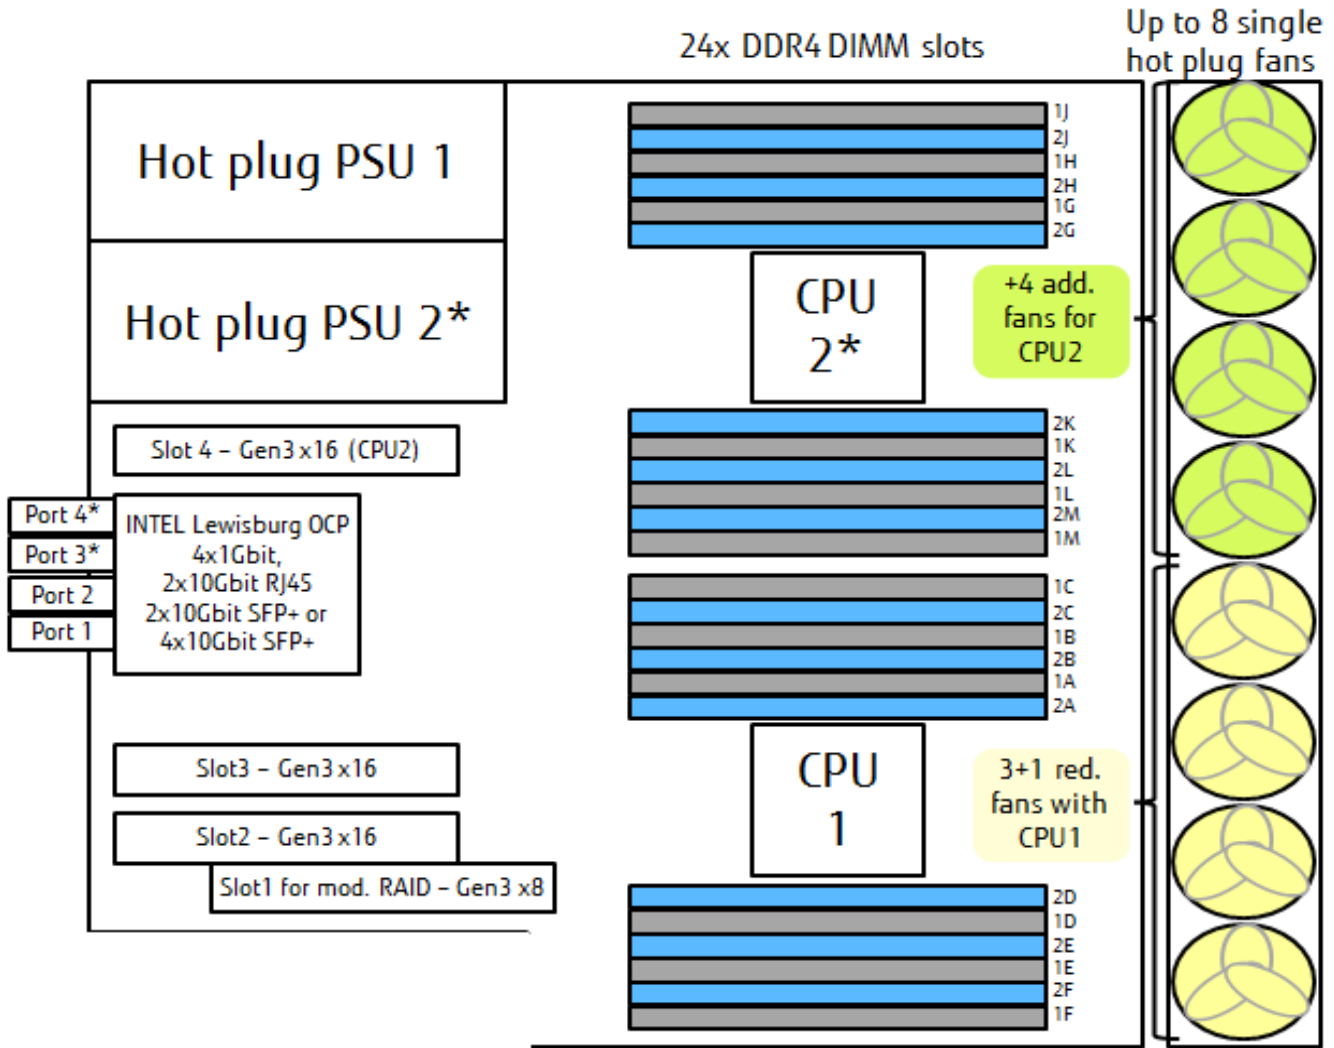 Up to 8 single
hot plug fans
24x DDR4 DIMM slots
Hot plug PSU 1
Hot plug PSU 2*
1J
2J
1H
2H
1G
2G
CPU
2*
+4 add.
fans for
CPU2
2K
1K
2L
1L
2M
1M
Slot 4 – Gen3 x16 (CPU2)
Port 4*
Port 3*
Port 2
Port 1
INTEL Lewisburg OCP
4x1Gbit,
2x10Gbit RJ45
2x10Gbit SFP+ or
4x10Gbit SFP+
1C
2C
1B
2B
1A
2A
CPU
1
3+1 red.
fans with
CPU1
Slot3 – Gen3 x16
Slot2 – Gen3 x16
Slot1 for mod. RAID – Gen3 x8
2D
1D
2E
1E
2F
1F